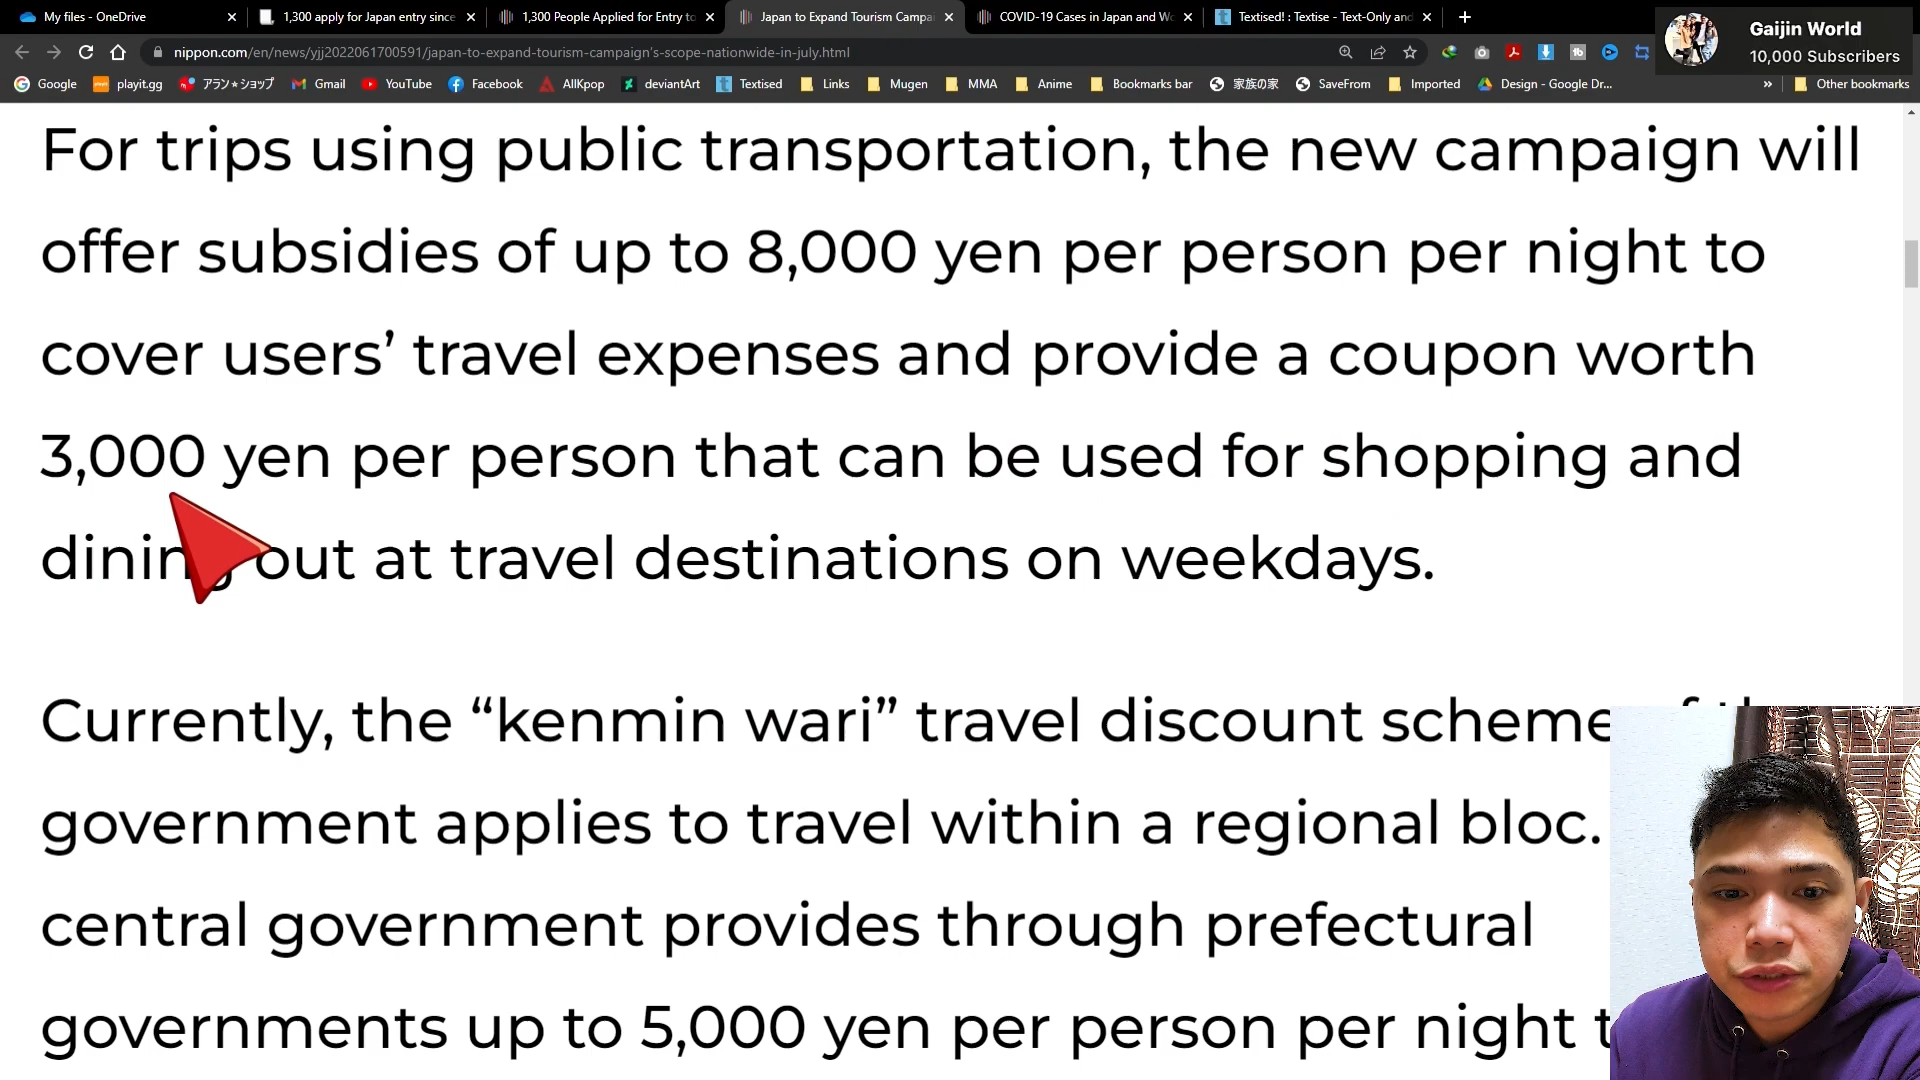 My files - OneDrive
1,300 apply for Japan entry since
1,300 People Applied for Entry to
Japan to Expand Tourism Campai
COVID-19 Cases in Japan and Wo
Textised! : Textise - Text-Only and
Gaijin World
10,000 Subscribers
nippon.com/en/news/yjj2022061700591/japan-to-expand-tourism-campaign's-scope-nationwide-in-july.html
Google
playit.gg
アラン★ショップ
Gmail
YouTube
Facebook
AllKpop
deviantArt
Textised
Links
Mugen
MMA
Anime
Bookmarks bar
家族の家
SaveFrom
Imported
Design - Google Dr...
»
Other bookmarks
For trips using public transportation, the new campaign will
offer subsidies of up to 8,000 yen per person per night to
cover users’ travel expenses and provide a coupon worth
3,000 yen per person that can be used for shopping and
dining out at travel destinations on weekdays.
Currently, the “kenmin wari” travel discount scheme
government applies to travel within a regional bloc.
central government provides through prefectural
governments up to 5,000 yen per person per night